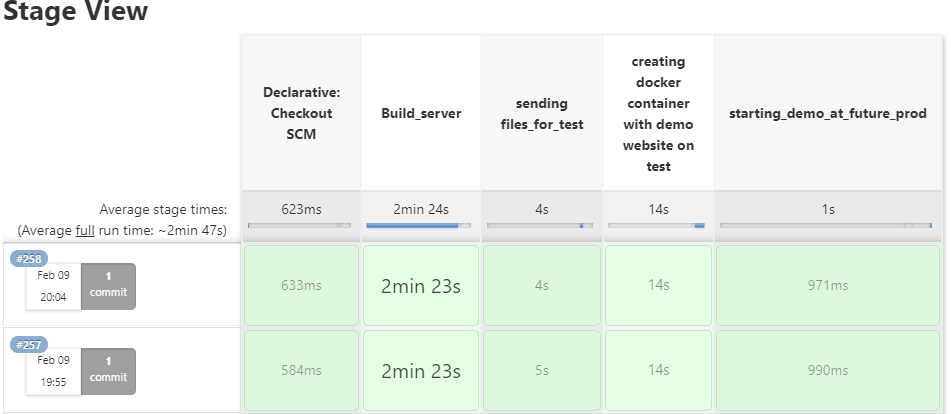 Stage View
Declarative:
Checkout
SCM
Build_server
sending
files_for_test
creating
docker
container
with demo
website on
test
starting_demo_at_future_prod
Average stage times:
(Average full run time: ~2min 47s)
623ms
2min 24s
4s
14s
1s
#258
Feb 09
20:04
1
commit
633ms
2min 23s
4s
14s
971ms
#257
Feb 09
19:55
1
commit
584ms
2min 23s
5s
14s
990ms